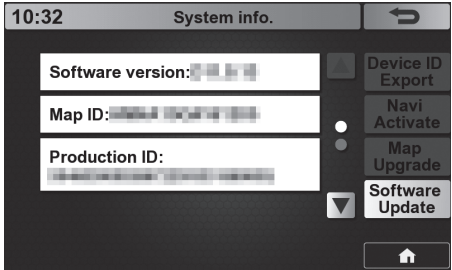 10:32
System info.
Software version:
Map ID:
Production ID:
Device ID
Export
Navi
Activate
Map
Upgrade
Software
Update